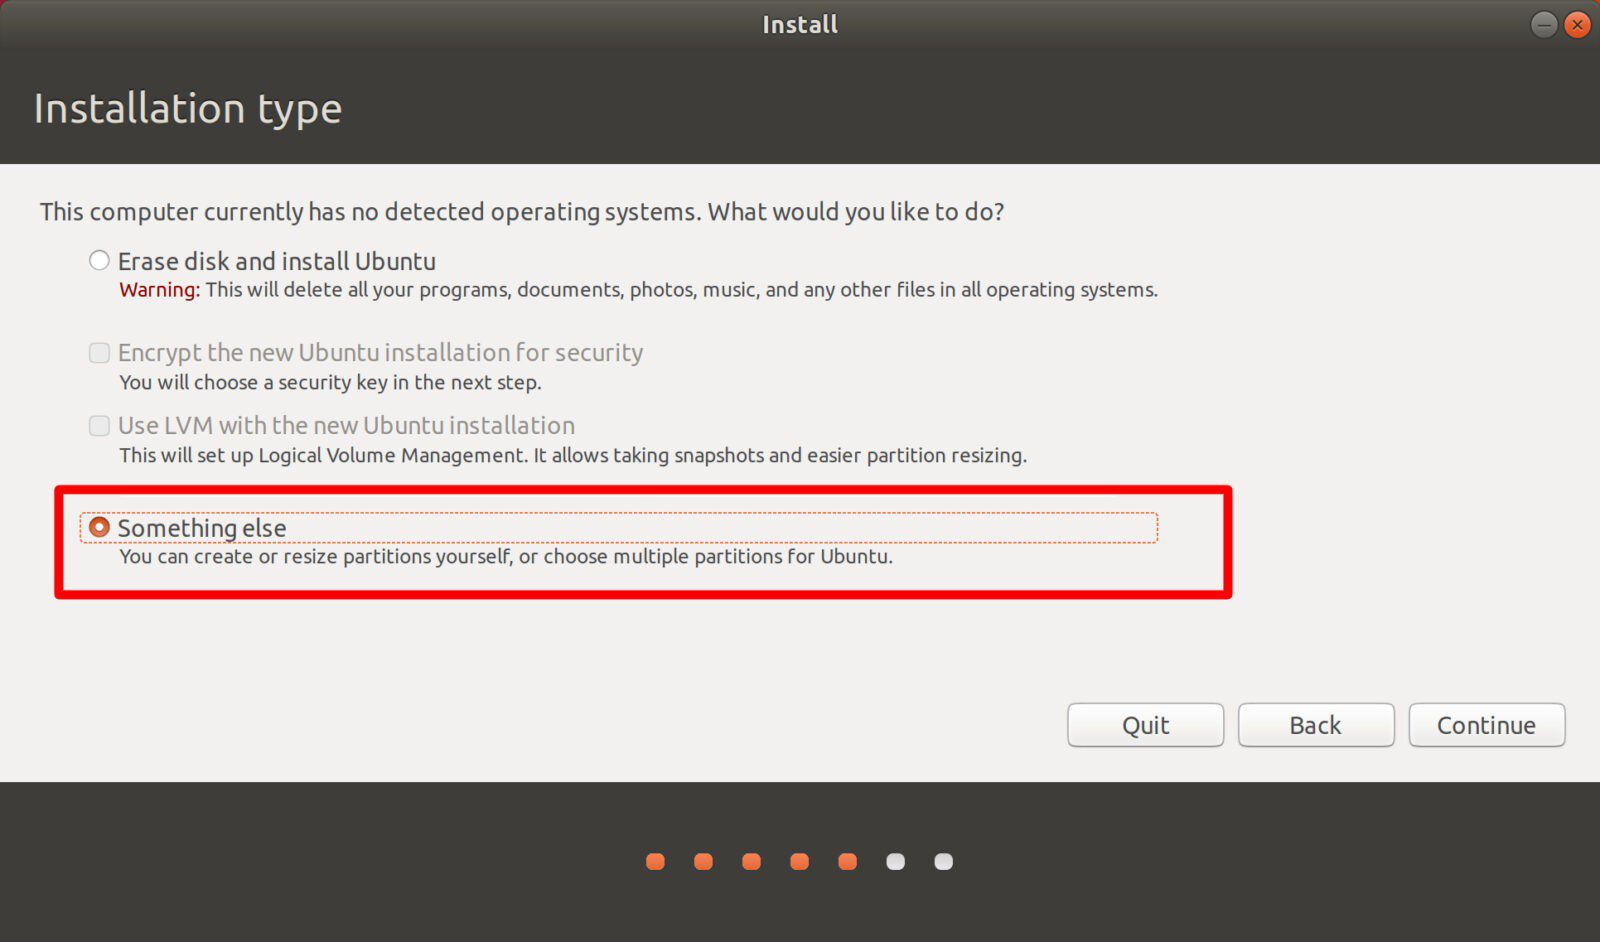 Install
Installation type
This computer currently has no detected operating systems. What would you like to do?
Erase disk and install Ubuntu
Warning: This will delete all your programs, documents, photos, music, and any other files in all operating systems.
Encrypt the new Ubuntu installation for security
You will choose a security key in the next step.
Use LVM with the new Ubuntu installation
This will set up Logical Volume Management. It allows taking snapshots and easier partition resizing.
Something else
You can create or resize partitions yourself, or choose multiple partitions for Ubuntu.
Quit Back Continue